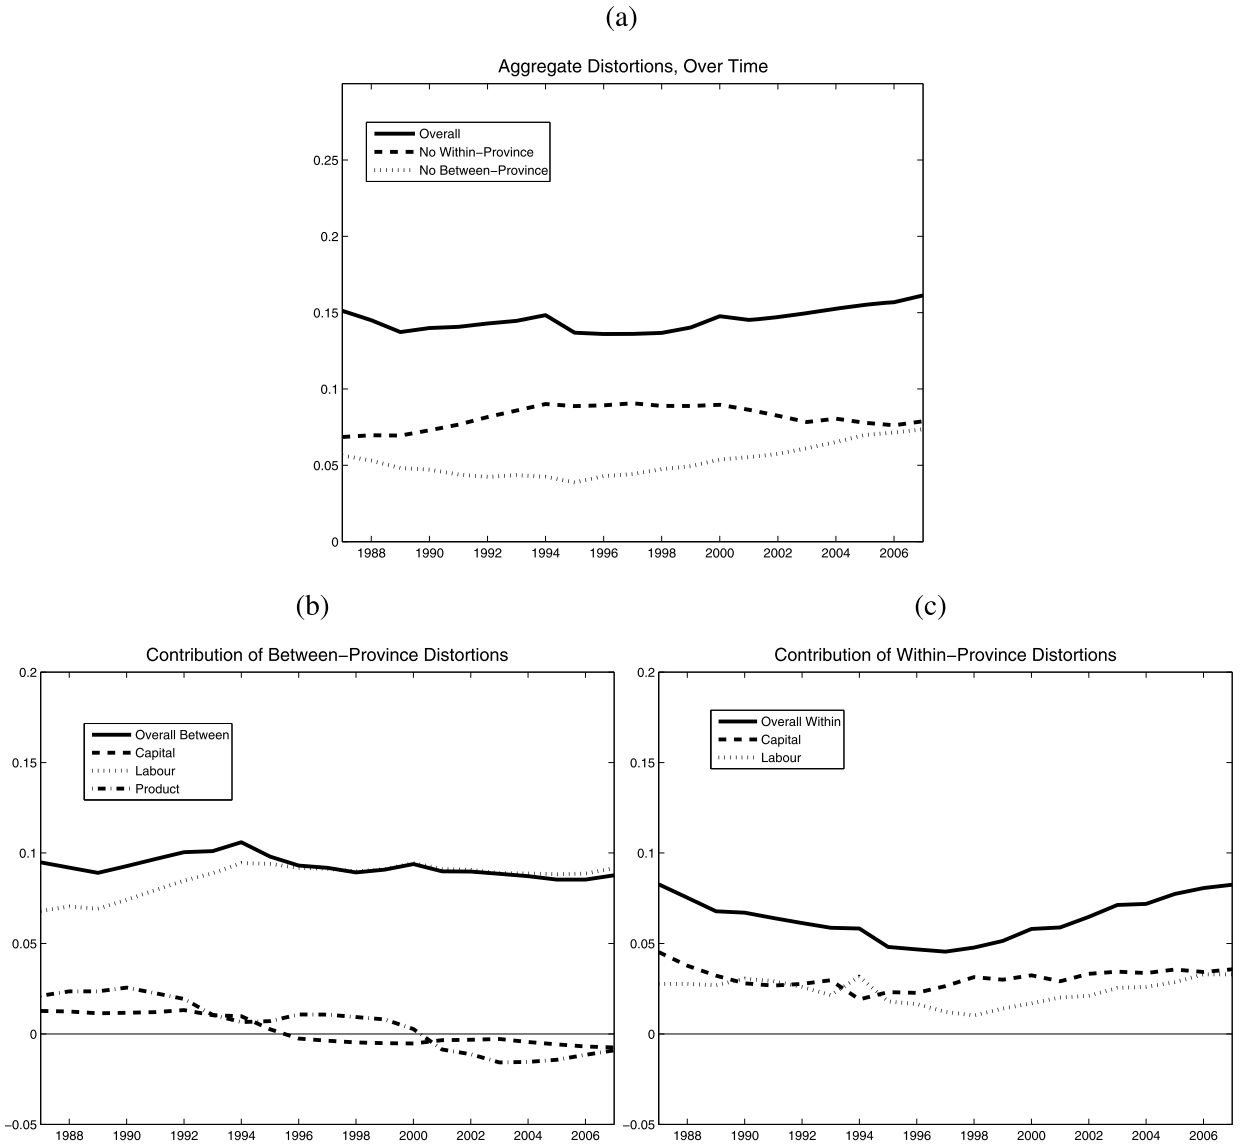 (a)
Aggregate Distortions, Over Time
Overall
No Within−Province
No Between−Province
0.25
0.2
0.15
0.1
0.05
0
1988 1990 1992 1994 1996 1998 2000 2002 2004 2006
(b)
Contribution of Between−Province Distortions
0.2
Overall Between
Capital
Labour
Product
0.15
0.1
0.05
0
−0.05
1988 1990 1992 1994 1996 1998 2000 2002 2004 2006
(c)
Contribution of Within−Province Distortions
0.2
Overall Within
Capital
Labour
0.15
0.1
0.05
0
−0.05
1988 1990 1992 1994 1996 1998 2000 2002 2004 2006